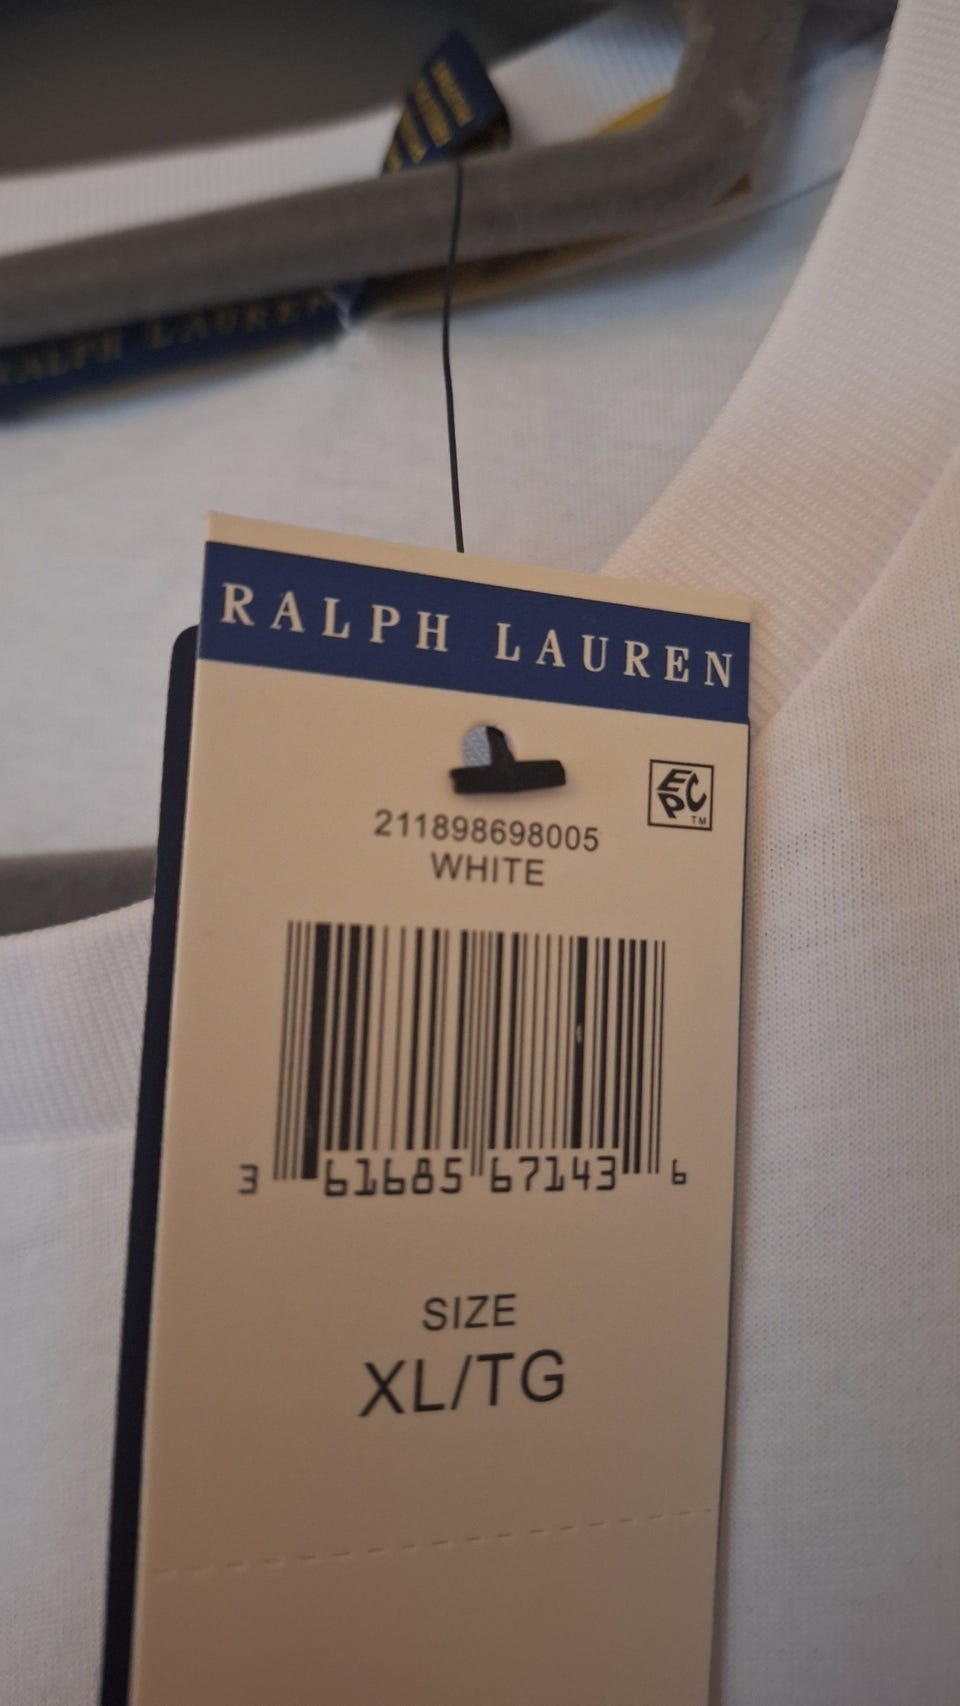 RALPH LAUREN
RALPH LAUREN
EPC
TM
211898698005
WHITE
3 61685 67143 6
SIZE
XL/TG